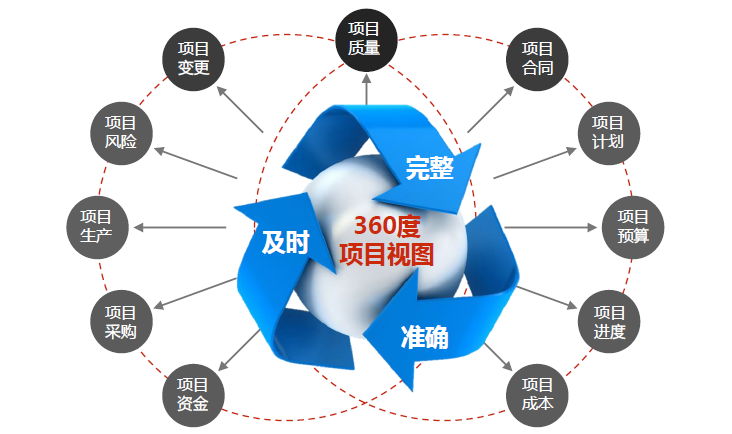 项目
质量
项目
变更
项目
合同
项目
风险
项目
计划
完整
项目
生产
及时
360度
项目视图
项目
预算
项目
采购
准确
项目
进度
项目
资金
项目
成本